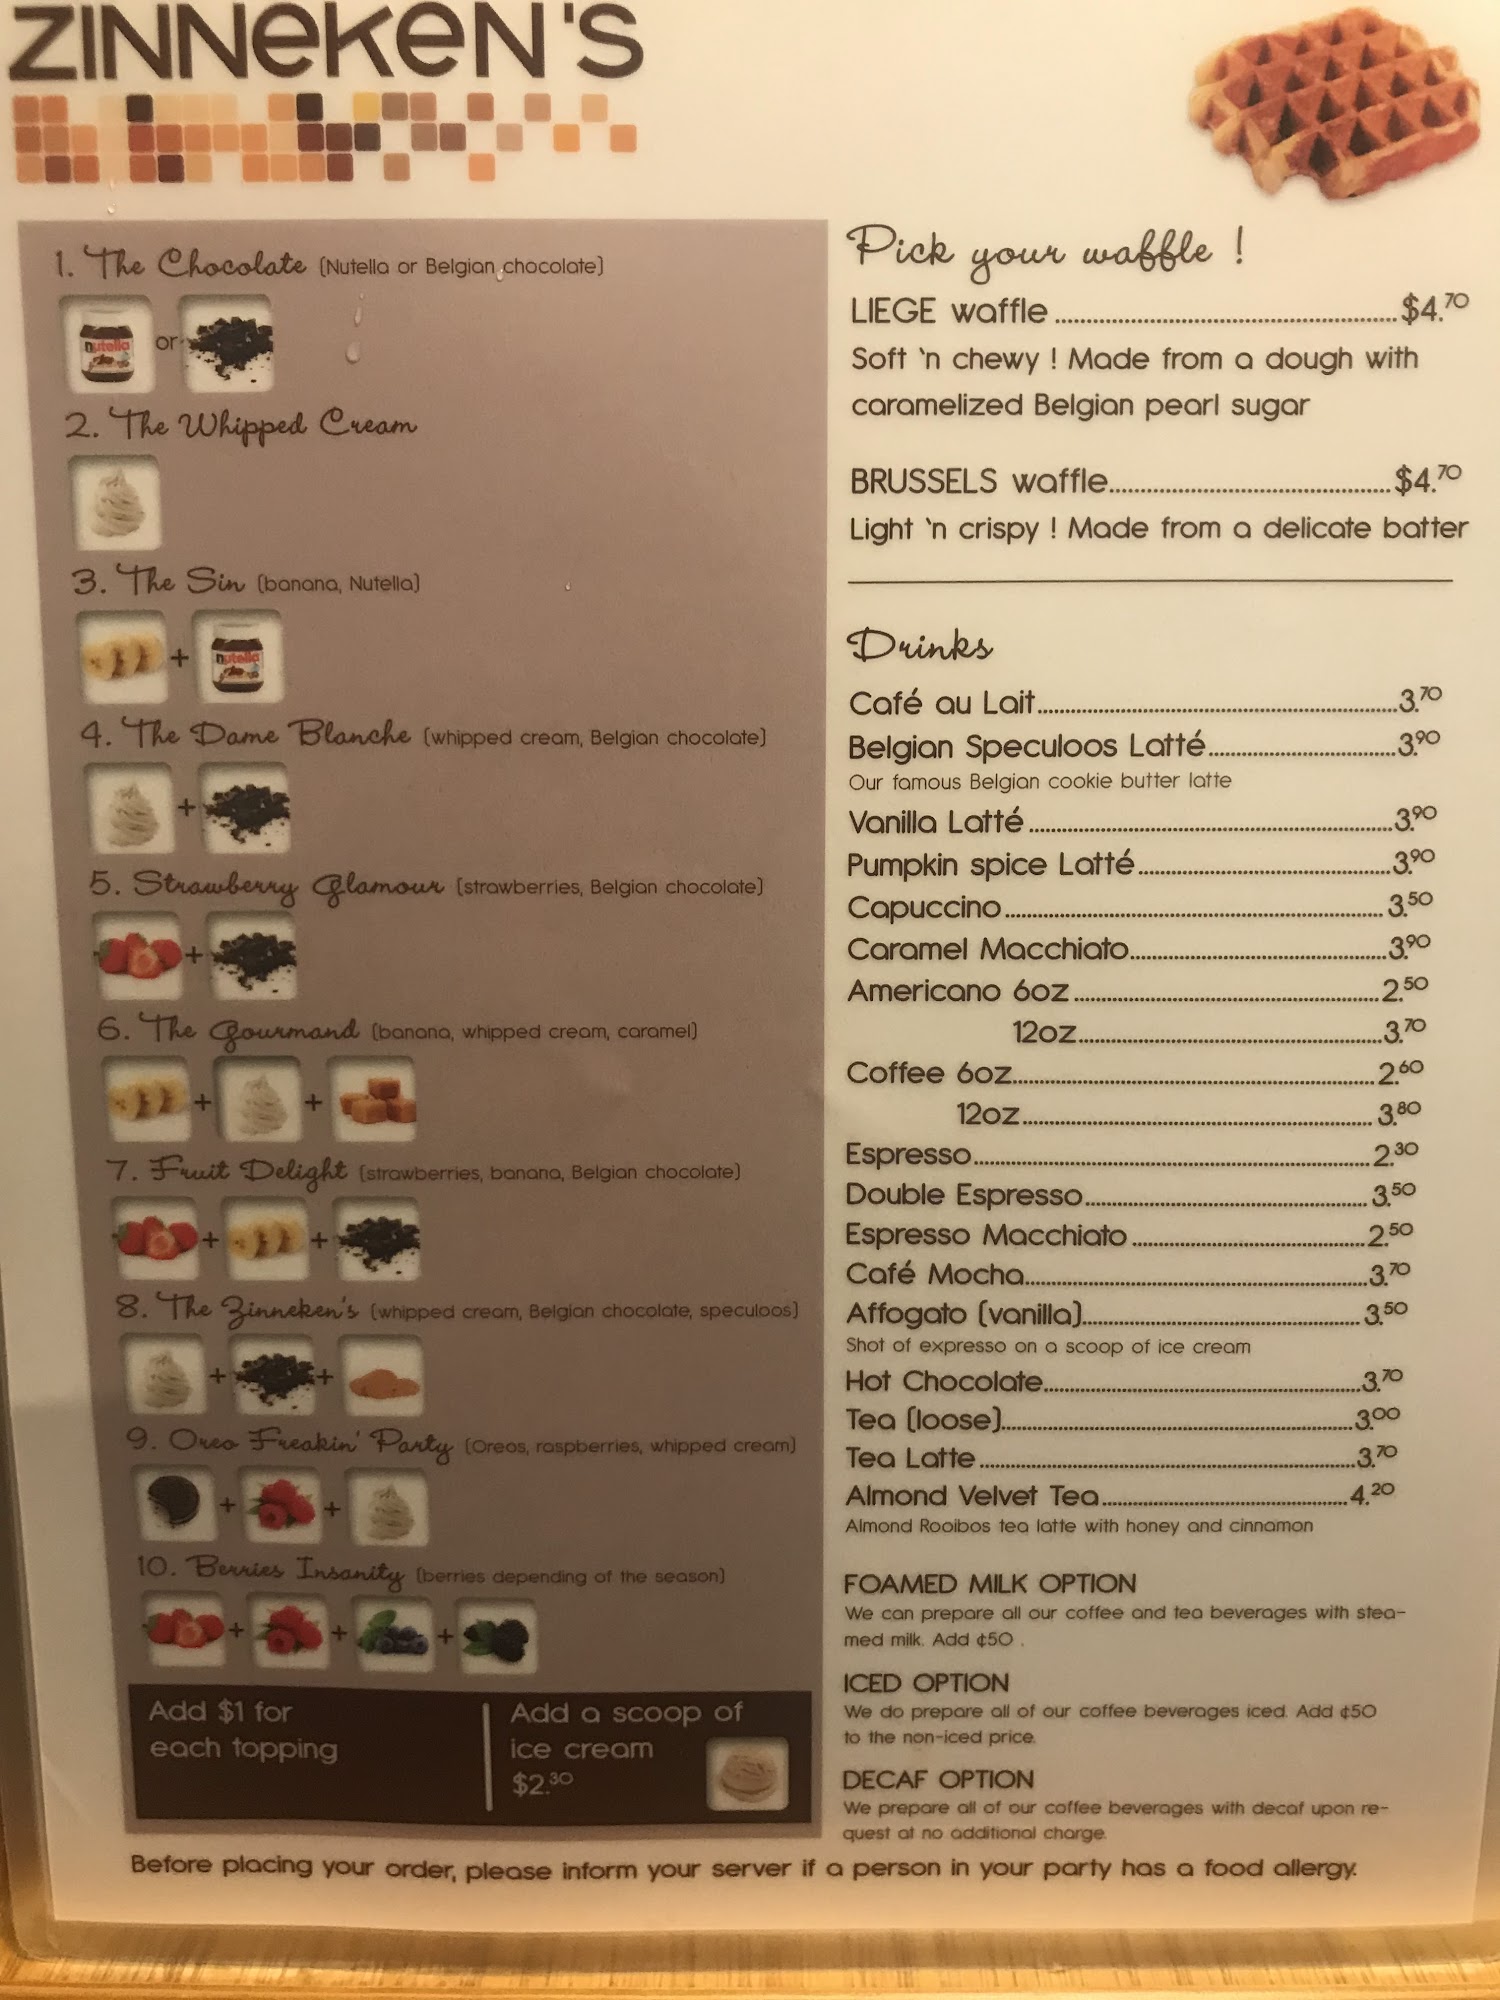 ZINNEKEN'S
1. The Chocolate (Nutella or Belgian chocolate)
nutella
or
2. The Whipped Cream
3. The Sin (banana, Nutella)
+
nutella
4. The Dame Blanche (whipped cream, Belgian chocolate)
+
5. Strawberry Glamour (strawberries, Belgian chocolate)
+
6. The Gourmand (banana, whipped cream, caramel)
+ +
7. Fruit Delight (strawberries, banana, Belgian chocolate)
+ +
8. The Zinneken's (whipped cream, Belgian chocolate, speculoos)
+ +
9. Oreo Freakin' Party (Oreos, raspberries, whipped cream)
+ +
10. Berries Insanity (berries depending of the season)
+ + +
Add $1 for
each topping
Add a scoop of
ice cream
$2.30
Pick your waffle !
LIEGE waffle $4.70
Soft 'n chewy ! Made from a dough with
caramelized Belgian pearl sugar
BRUSSELS waffle $4.70
Light 'n crispy ! Made from a delicate batter
Drinks
Café au Lait 3.70
Belgian Speculoos Latté 3.90
Our famous Belgian cookie butter latte
Vanilla Latté 3.90
Pumpkin spice Latté 3.90
Capuccino 3.50
Caramel Macchiato 3.90
Americano 6oz 2.50
12oz 3.70
Coffee 6oz 2.60
12oz 3.80
Espresso 2.30
Double Espresso 3.50
Espresso Macchiato 2.50
Café Mocha 3.70
Affogato (vanilla) 3.50
Shot of expresso on a scoop of ice cream
Hot Chocolate 3.70
Tea (loose) 3.00
Tea Latte 3.70
Almond Velvet Tea 4.20
Almond Rooibos tea latte with honey and cinnamon
FOAMED MILK OPTION
We can prepare all our coffee and tea beverages with stea-
med milk. Add ¢50 .
ICED OPTION
We do prepare all of our coffee beverages iced. Add ¢50
to the non-iced price.
DECAF OPTION
We prepare all of our coffee beverages with decaf upon re-
quest at no additional charge.
Before placing your order, please inform your server if a person in your party has a food allergy.